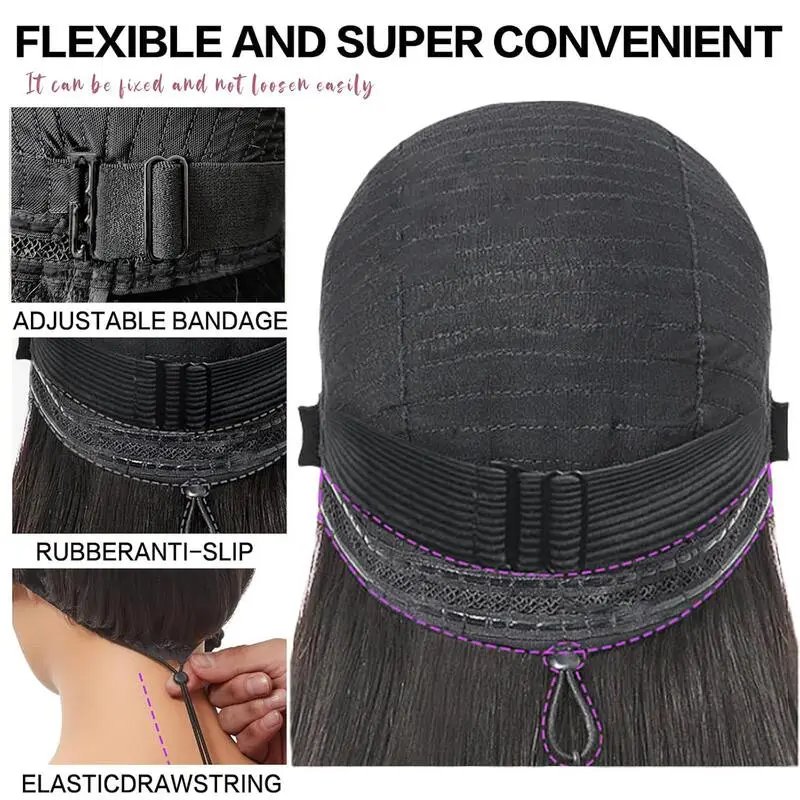 FLEXIBLE AND SUPER CONVENIENT
It can be fixed and not loosen easily
ADJUSTABLE BANDAGE
RUBBERANTI-SLIP
ELASTICDRAWSTRING